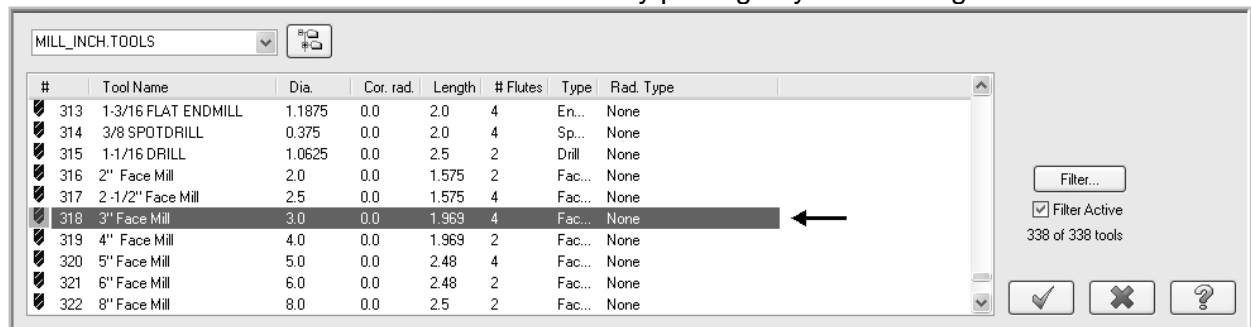 MILL_INCH.TOOLS
# Tool Name Dia. Cor. rad. Length # Flutes Type Rad. Type
313 1-3/16 FLAT ENDMILL 1.1875 0.0 2.0 4 En... None
314 3/8 SPOTDRILL 0.375 0.0 2.0 4 Sp... None
315 1-1/16 DRILL 1.0625 0.0 2.5 2 Drill None
316 2" Face Mill 2.0 0.0 1.575 2 Fac... None
317 2 -1/2" Face Mill 2.5 0.0 1.575 4 Fac... None
318 3" Face Mill 3.0 0.0 1.969 4 Fac... None
319 4" Face Mill 4.0 0.0 1.969 2 Fac... None
320 5" Face Mill 5.0 0.0 2.48 4 Fac... None
321 6" Face Mill 6.0 0.0 2.48 2 Fac... None
322 8" Face Mill 8.0 0.0 2.5 2 Fac... None
Filter...
Filter Active
338 of 338 tools